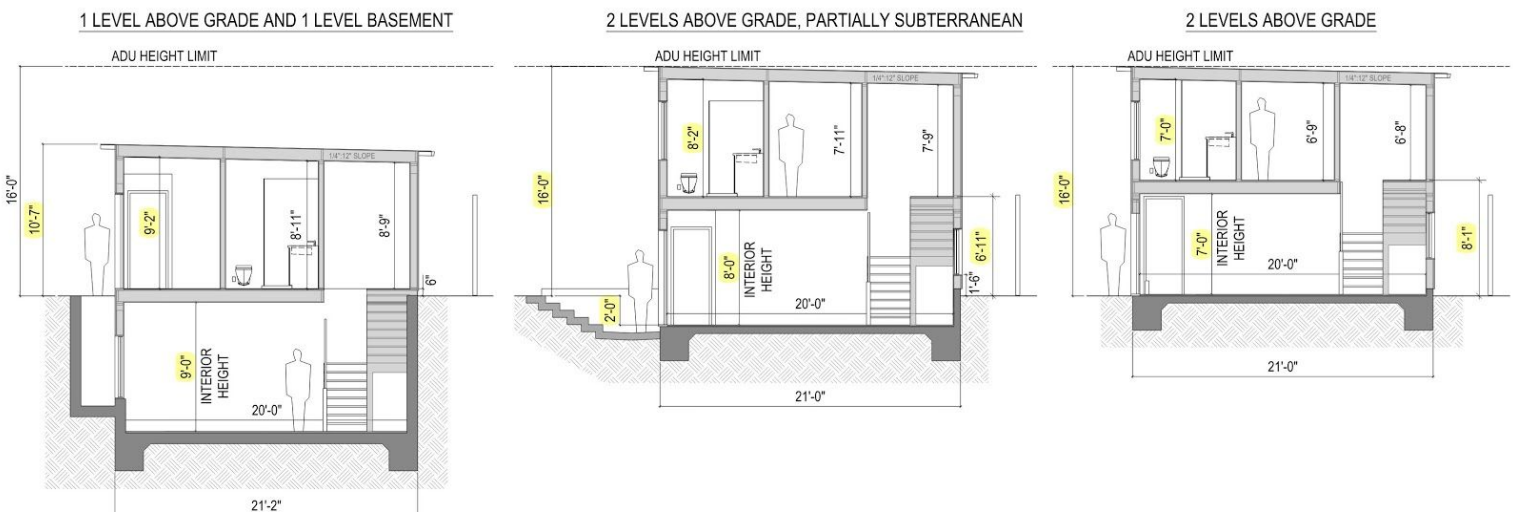 1 LEVEL ABOVE GRADE AND 1 LEVEL BASEMENT
ADU HEIGHT LIMIT
16'-0"
10'-7"
1/4":12" SLOPE
9'-2"
8'-11"
8'-9"
6"
9'-0"
INTERIOR
HEIGHT
20'-0"
21'-2"
2 LEVELS ABOVE GRADE, PARTIALLY SUBTERRANEAN
ADU HEIGHT LIMIT
1/4":12" SLOPE
16'-0"
8'-2"
7'-11"
7'-9"
6'-11"
1'-6"
2'-0"
8'-0"
INTERIOR
HEIGHT
20'-0"
21'-0"
2 LEVELS ABOVE GRADE
ADU HEIGHT LIMIT
1/4":12" SLOPE
16'-0"
7'-0"
6'-9"
6'-8"
8'-1"
7'-0"
INTERIOR
HEIGHT
20'-0"
21'-0"